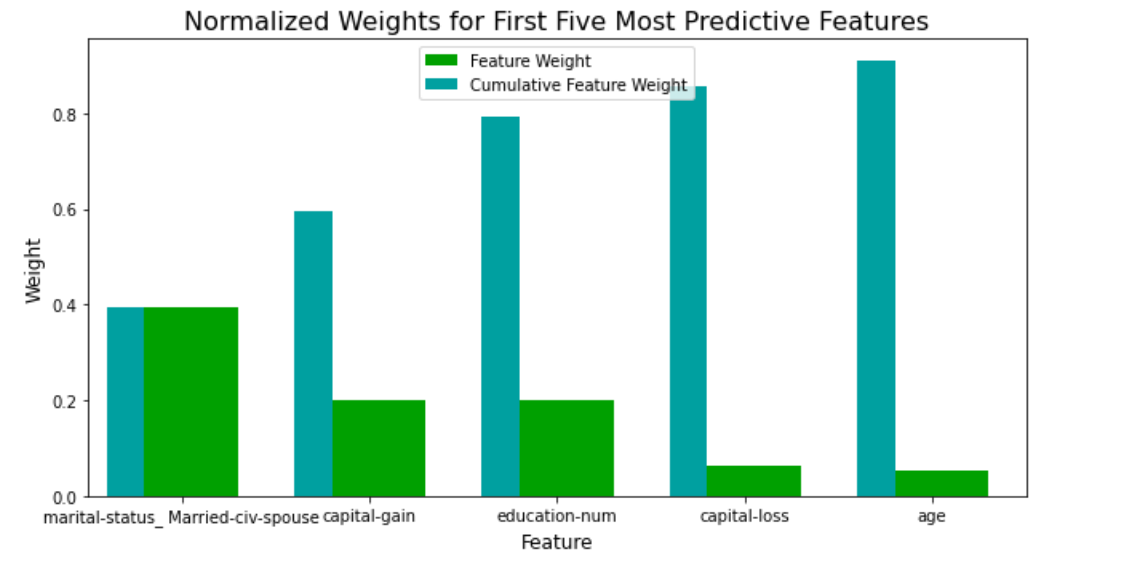 Normalized Weights for First Five Most Predictive Features
Feature Weight
Cumulative Feature Weight
Weight
0.8
0.6
0.4
0.2
0.0
marital-status_ Married-civ-spouse capital-gain education-num capital-loss age
Feature